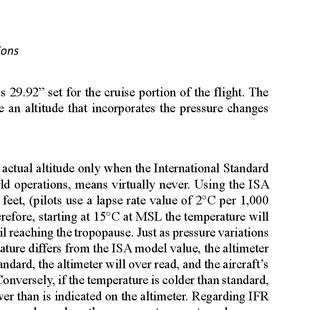 ions
s 29.92” set for the cruise portion of the flight. The
e an altitude that incorporates the pressure changes
actual altitude only when the International Standard
ld operations, means virtually never. Using the ISA
feet, (pilots use a lapse rate value of 2°C per 1,000
erefore, starting at 15°C at MSL the temperature will
il reaching the tropopause. Just as pressure variations
ature differs from the ISA model value, the altimeter
andard, the altimeter will over read, and the aircraft’s
Conversely, if the temperature is colder than standard,
wer than is indicated on the altimeter. Regarding IFR